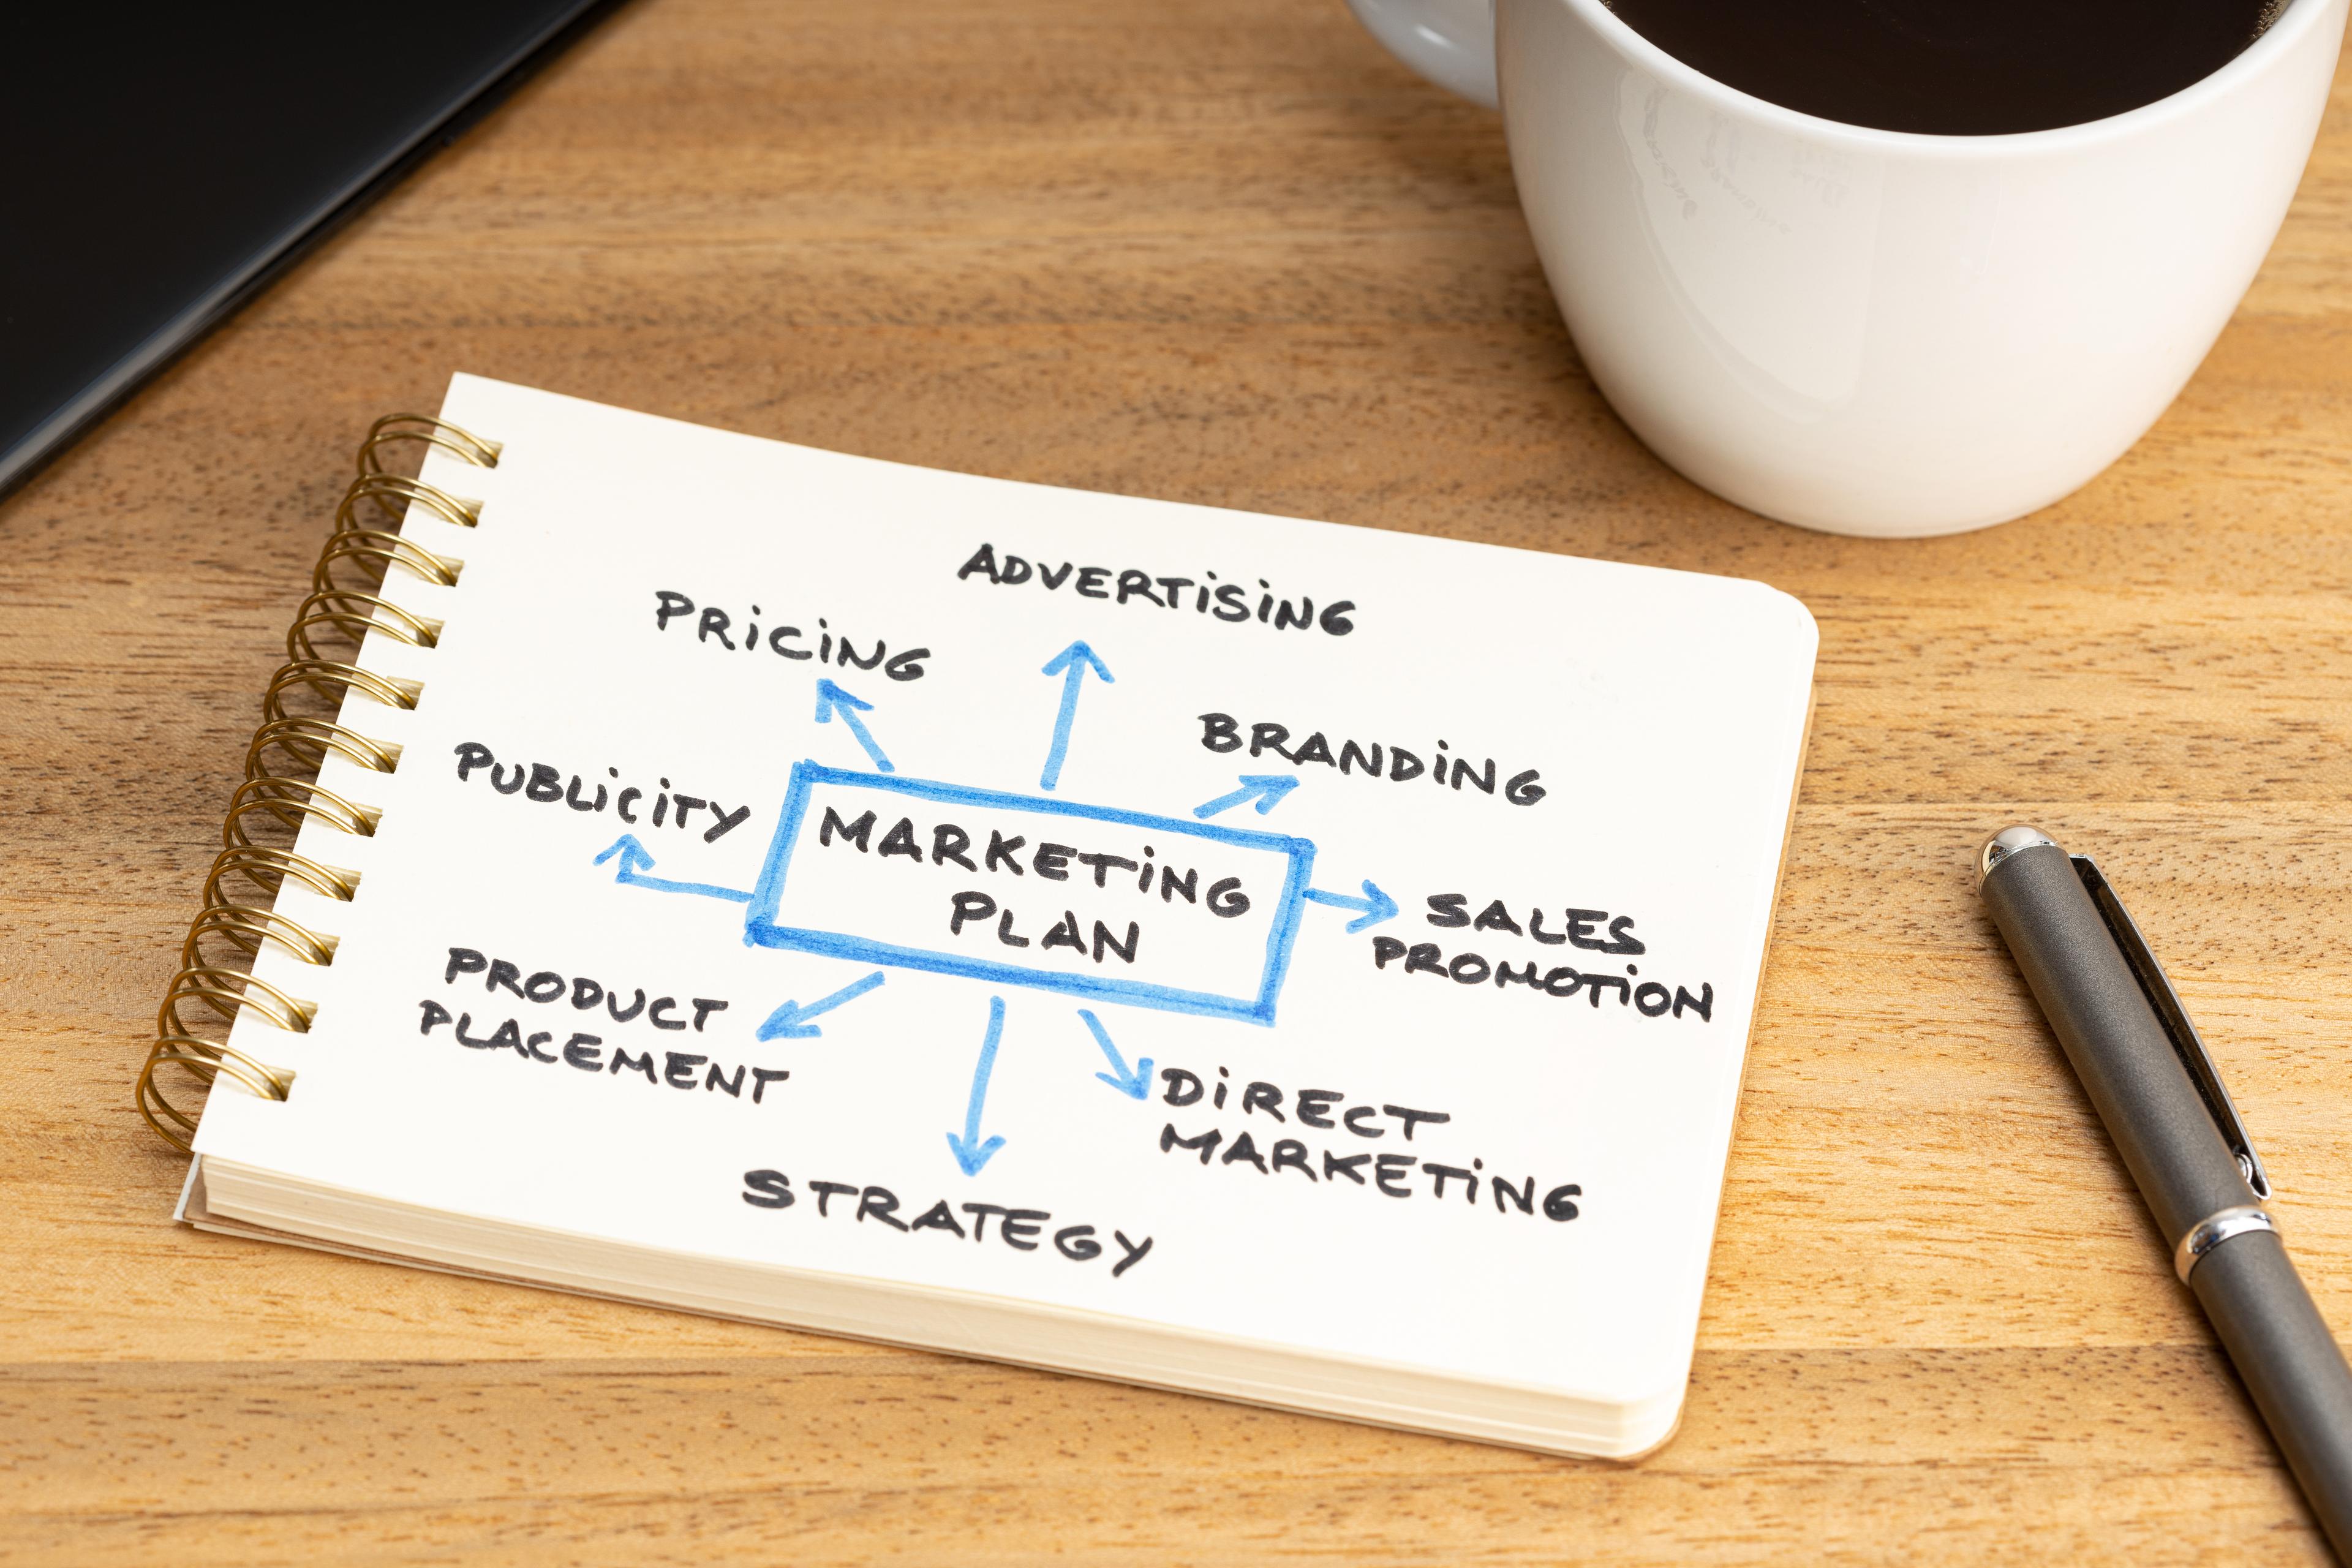 ADVERTISING
PRICING
BRANDING
PUBLICITY
MARKETING
PLAN
SALES
PROMOTION
PRODUCT
PLACEMENT
DIRECT
MARKETING
STRATEGY